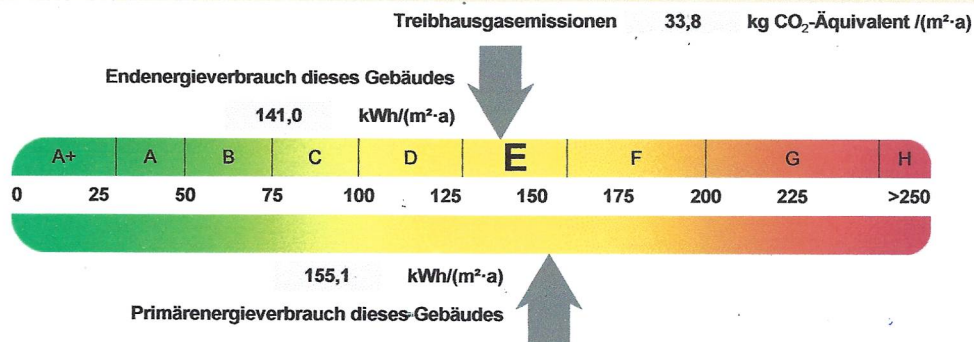 Treibhausgasemissionen 33,8 kg CO₂-Äquivalent /(m²·a)
Endenergieverbrauch dieses Gebäudes
141,0 kWh/(m²·a)
A+ A B C D E F G H
0 25 50 75 100 125 150 175 200 225 >250
155,1 kWh/(m²·a)
Primärenergieverbrauch dieses Gebäudes